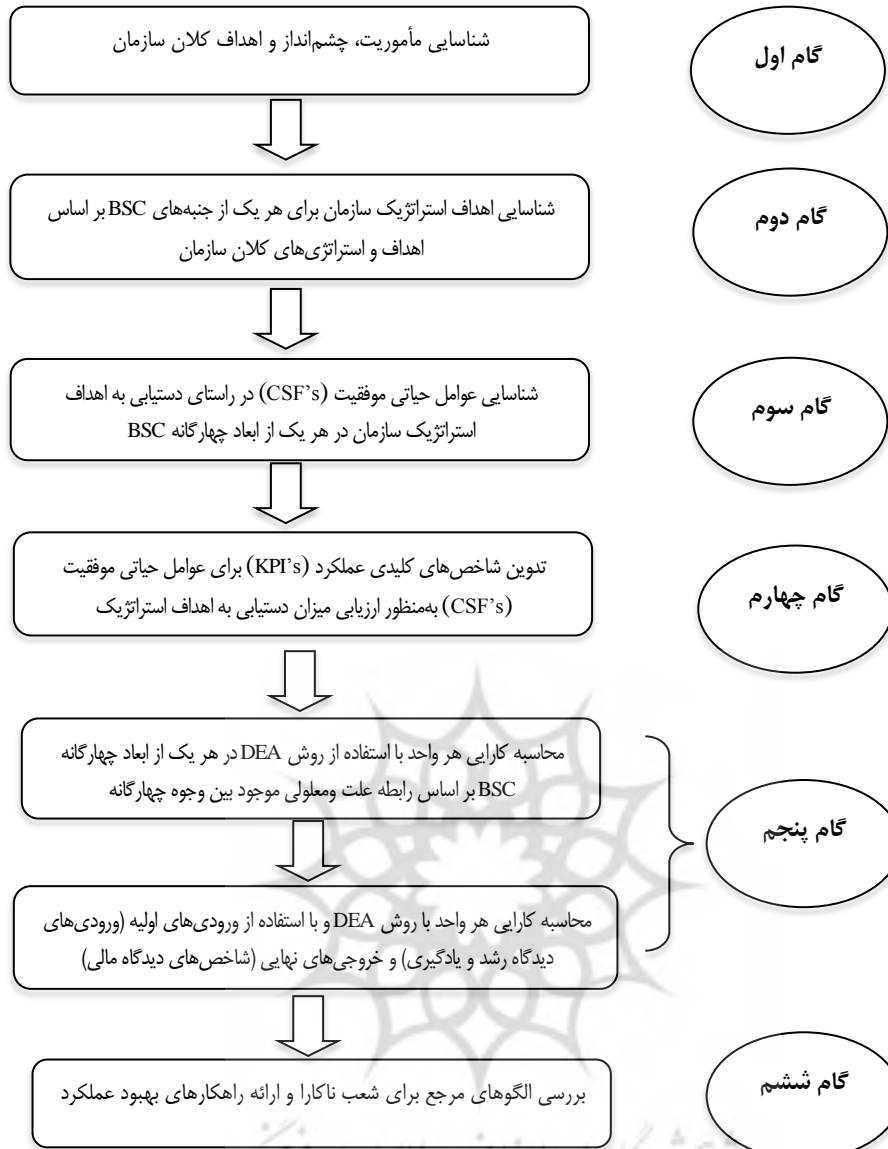 گام اول
شناسایی مأموریت، چشم‌انداز و اهداف کلان سازمان
گام دوم
شناسایی اهداف استراتژیک سازمان برای هر یک از جنبه‌های BSC بر اساس
اهداف و استراتژی‌های کلان سازمان
گام سوم
شناسایی عوامل حیاتی موفقیت (CSF’s) در راستای دستیابی به اهداف
استراتژیک سازمان در هر یک از ابعاد چهارگانه BSC
گام چهارم
تدوین شاخص‌های کلیدی عملکرد (KPI’s) برای عوامل حیاتی موفقیت
(CSF’s) به‌منظور ارزیابی میزان دستیابی به اهداف استراتژیک
گام پنجم
محاسبه کارایی هر واحد با استفاده از روش DEA در هر یک از ابعاد چهارگانه
BSC بر اساس رابطه علت ومعلولی موجود بین وجوه چهارگانه
محاسبه کارایی هر واحد با روش DEA و با استفاده از ورودی‌های اولیه (ورودی‌های
دیدگاه رشد و یادگیری) و خروجی‌های نهایی (شاخص‌های دیدگاه مالی)
گام ششم
بررسی الگوهای مرجع برای شعب ناکارا و ارائه راهکارهای بهبود عملکرد